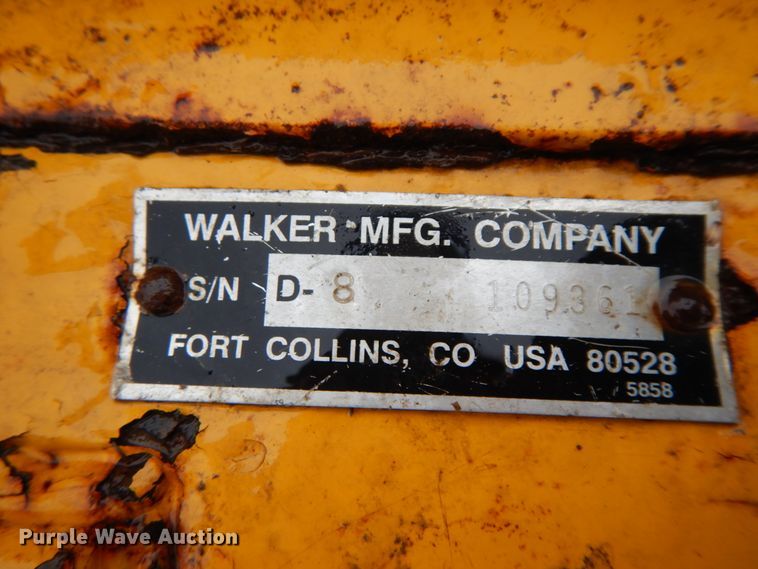 WALKER MFG. COMPANY
S/N D- 8 109361
FORT COLLINS, CO USA 80528
5858
Purple Wave Auction